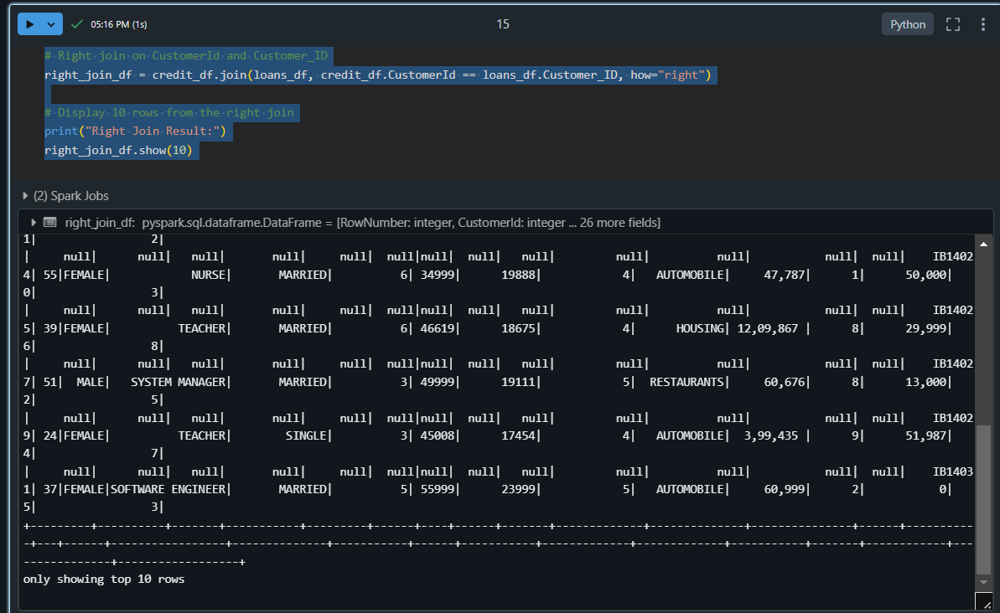 05:16 PM (1s)
15
Python
# Right join on CustomerId and Customer_ID
right_join_df = credit_df.join(loans_df, credit_df.CustomerId == loans_df.Customer_ID, how="right")
# Display 10 rows from the right join
print("Right Join Result:")
right_join_df.show(10)
(2) Spark Jobs
right_join_df: pyspark.sql.dataframe.DataFrame = [RowNumber: integer, CustomerId: integer ... 26 more fields]
1|                 2|
|     null|      null|   null|       null|     null|  null|null|  null|   null|         null|          null|           null|  null|    IB1402
4| 55|FEMALE|            NURSE|       MARRIED|          6| 34999|      19888|            4|   AUTOMOBILE|     47,787|      1|       50,000|
0|                 3|
|     null|      null|   null|       null|     null|  null|null|  null|   null|         null|          null|           null|  null|    IB1402
5| 39|FEMALE|          TEACHER|       MARRIED|          6| 46619|      18675|            4|      HOUSING| 12,09,867 |      8|       29,999|
6|                 8|
|     null|      null|   null|       null|     null|  null|null|  null|   null|         null|          null|           null|  null|    IB1402
7| 51|  MALE|   SYSTEM MANAGER|       MARRIED|          3| 49999|      19111|            5|  RESTAURANTS|     60,676|      8|       13,000|
2|                 5|
|     null|      null|   null|       null|     null|  null|null|  null|   null|         null|          null|           null|  null|    IB1402
9| 24|FEMALE|          TEACHER|        SINGLE|          3| 45008|      17454|            4|   AUTOMOBILE|  3,99,435 |      9|       51,987|
4|                 7|
|     null|      null|   null|       null|     null|  null|null|  null|   null|         null|          null|           null|  null|    IB1403
1| 37|FEMALE|SOFTWARE ENGINEER|       MARRIED|          5| 55999|      23999|            5|   AUTOMOBILE|     60,999|      2|            0|
5|                 3|
+---------+----------+-------+-----------+---------+------+----+------+-------+-------------+--------------+---------------+------+----------
-+---+------+-----------------+--------------+-----------+------+-----------+-------------+-------------+-----------+-------+-------------+---
-------------+------------------+
only showing top 10 rows